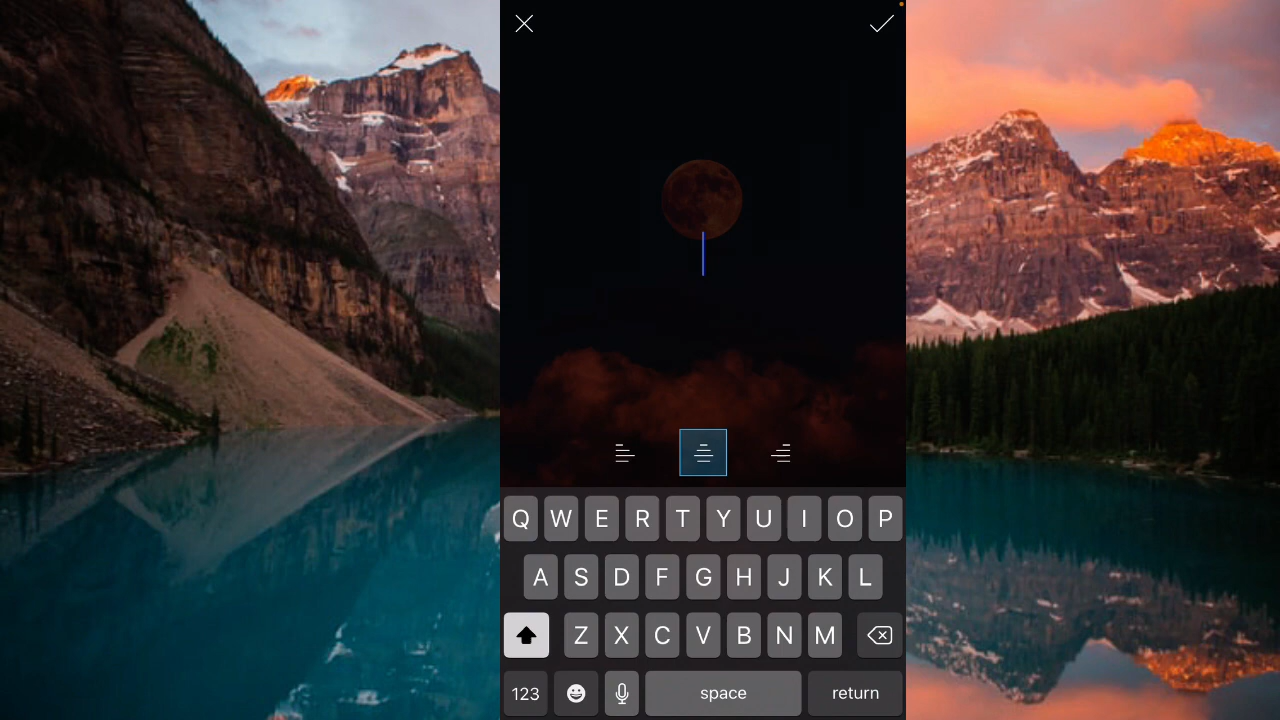 Q W E R T Y U I O P
A S D F G H J K L
Z X C V B N M
123 space return